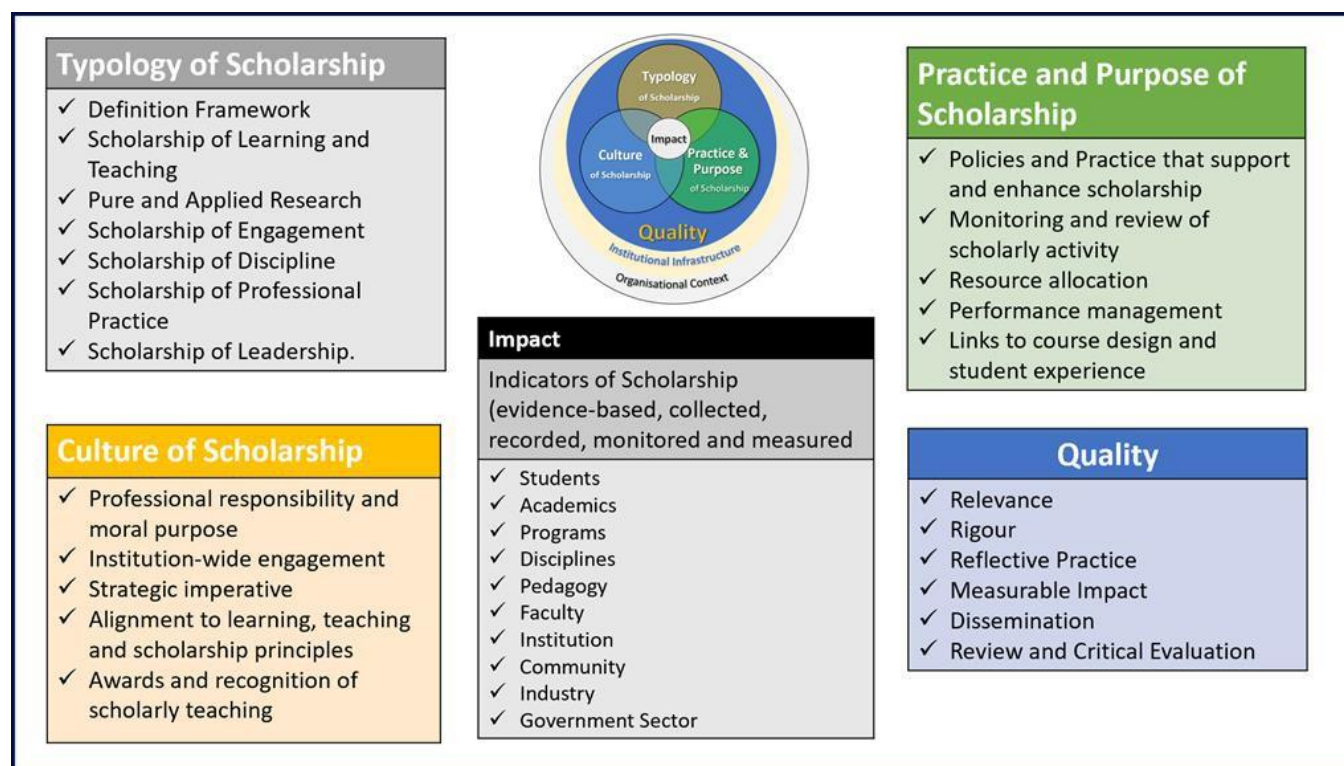 Typology of Scholarship
✓ Definition Framework
✓ Scholarship of Learning and
Teaching
✓ Pure and Applied Research
✓ Scholarship of Engagement
✓ Scholarship of Discipline
✓ Scholarship of Professional
Practice
✓ Scholarship of Leadership.
Culture of Scholarship
✓ Professional responsibility and
moral purpose
✓ Institution-wide engagement
✓ Strategic imperative
✓ Alignment to learning, teaching
and scholarship principles
✓ Awards and recognition of
scholarly teaching
Typology
of Scholarship
Impact
Culture
of Scholarship
Practice &
Purpose
of Scholarship
Quality
Institutional Infrastructure
Organisational Context
Impact
Indicators of Scholarship
(evidence-based, collected,
recorded, monitored and measured
✓ Students
✓ Academics
✓ Programs
✓ Disciplines
✓ Pedagogy
✓ Faculty
✓ Institution
✓ Community
✓ Industry
✓ Government Sector
Practice and Purpose of
Scholarship
✓ Policies and Practice that support
and enhance scholarship
✓ Monitoring and review of
scholarly activity
✓ Resource allocation
✓ Performance management
✓ Links to course design and
student experience
Quality
✓ Relevance
✓ Rigour
✓ Reflective Practice
✓ Measurable Impact
✓ Dissemination
✓ Review and Critical Evaluation